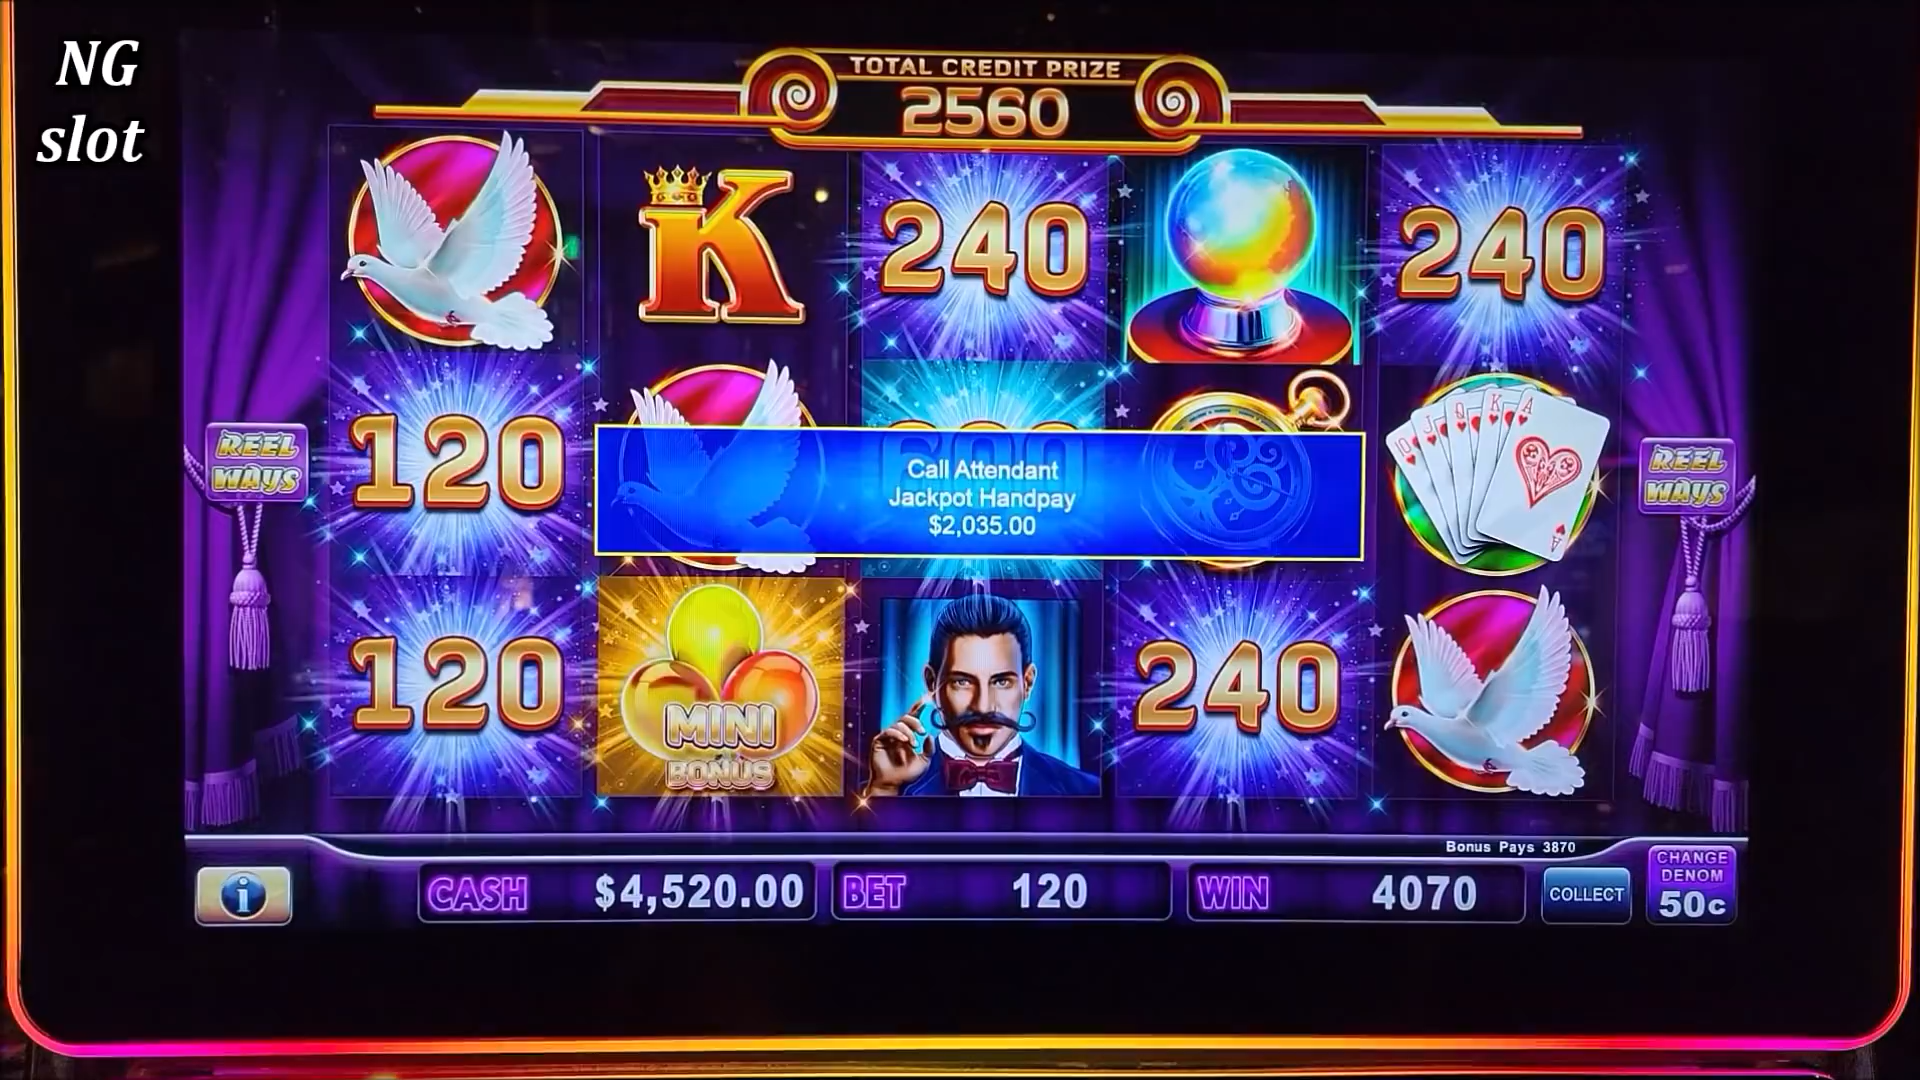 NG
slot
TOTAL CREDIT PRIZE
2560
K
240
240
120
600
REEL
WAYS
Call Attendant
Jackpot Handpay
$2,035.00
10 J Q K A
A
REEL
WAYS
120
MINI
BONUS
240
Bonus Pays 3870
CASH $4,520.00
BET 120
WIN 4070
COLLECT
CHANGE
DENOM
50c